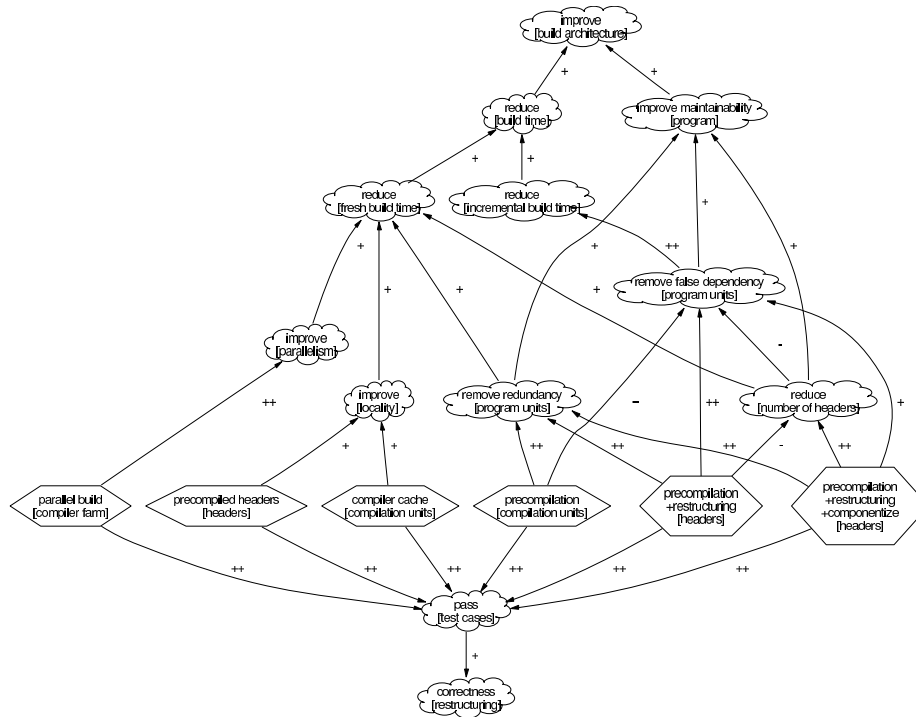 improve
[build architecture]
+
+
reduce
[build time]
improve maintainability
[program]
+
+
reduce
[fresh build time]
reduce
[incremental build time]
+
+
+
++
+
remove false dependency
[program units]
+
+
+
improve
[parallelism]
-
++
improve
[locality]
remove redundancy
[program units]
-
++
reduce
[number of headers]
+
+
+
++
++
-
++
++
parallel build
[compiler farm]
precompiled headers
[headers]
compiler cache
[compilation units]
precompilation
[compilation units]
precompilation
+restructuring
[headers]
precompilation
+restructuring
+componentize
[headers]
++
++
++
++
++
++
pass
[test cases]
+
correctness
[restructuring]